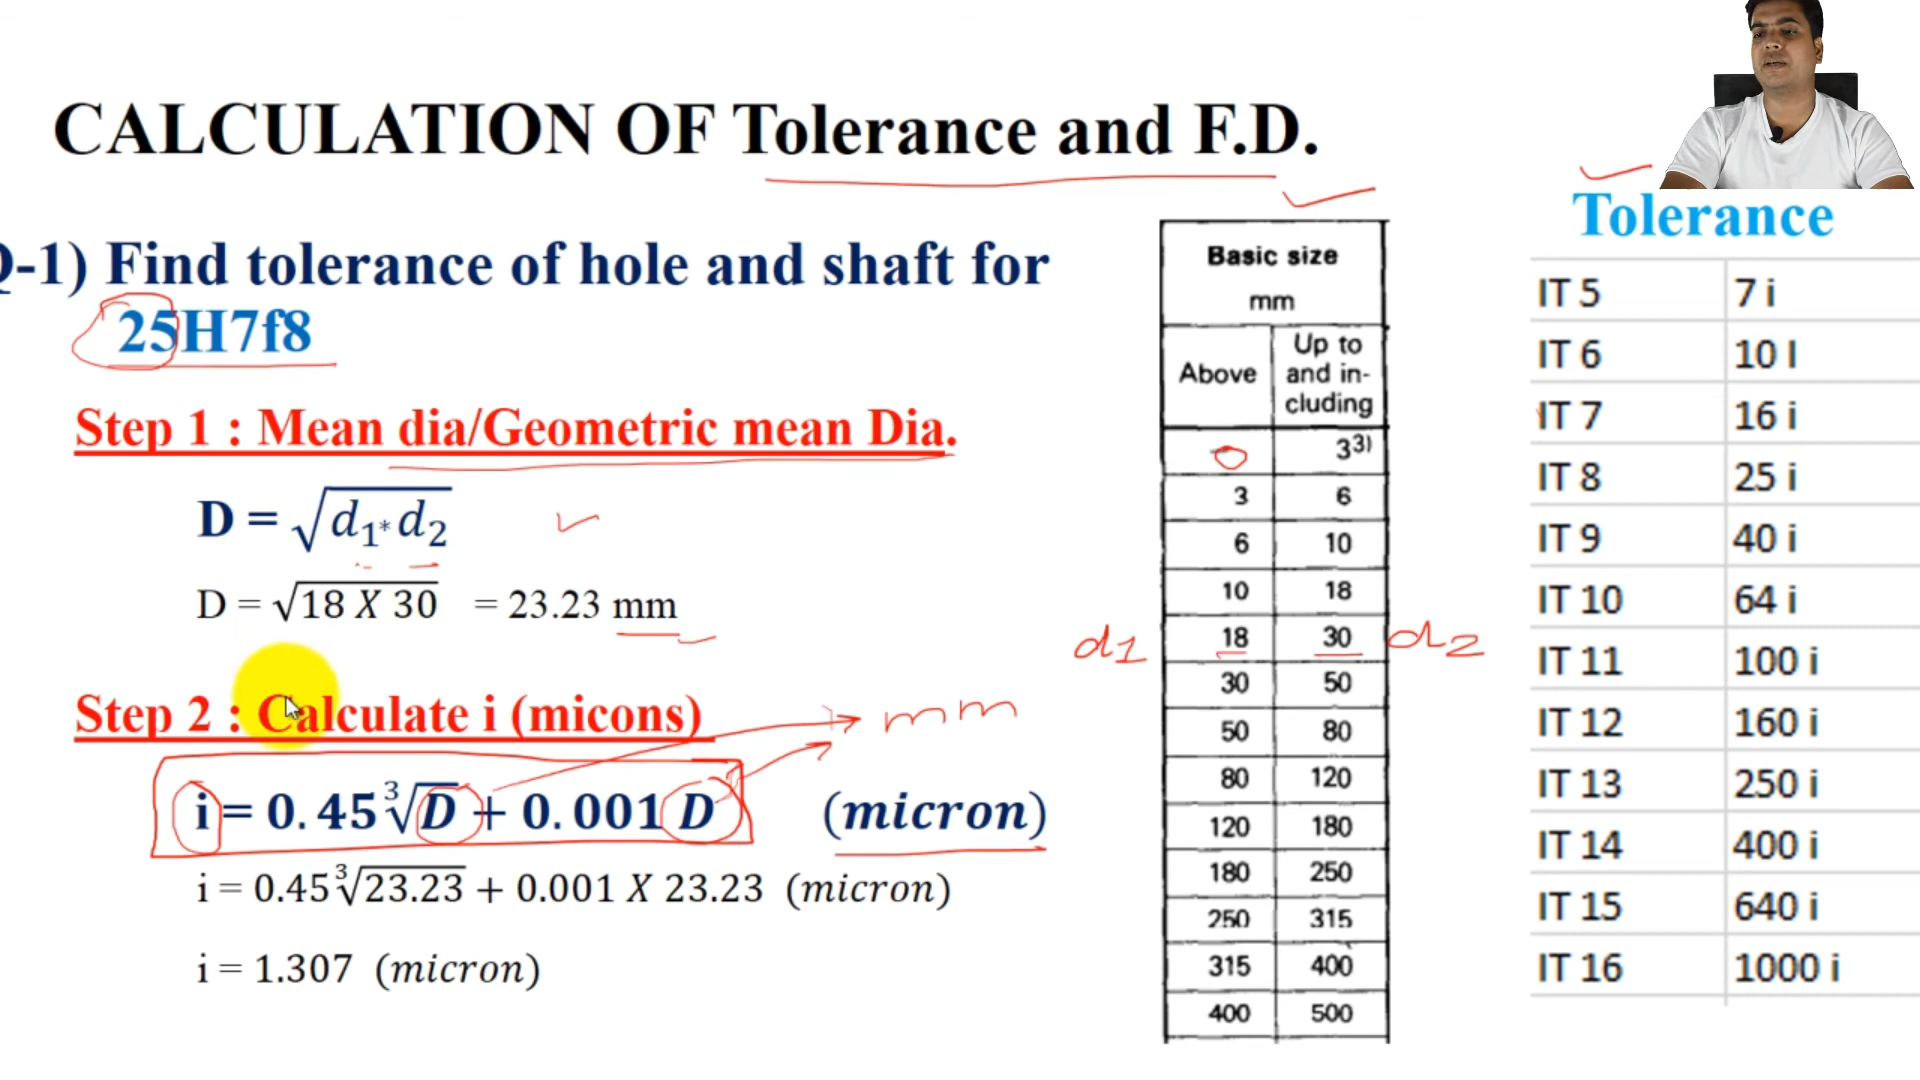 CALCULATION OF Tolerance and F.D.
Q-1) Find tolerance of hole and shaft for
25H7f8
Step 1 : Mean dia/Geometric mean Dia.
D = √d₁*d₂
D = √18 X 30 = 23.23 mm
Step 2 : Calculate i (micons)
mm
i = 0.45∛D + 0.001 D (micron)
i = 0.45∛23.23 + 0.001 X 23.23 (micron)
i = 1.307 (micron)
Basic size
mm
Above Up to and in-cluding
0 3³⁾
3 6
6 10
10 18
d1 18 30 d2
30 50
50 80
80 120
120 180
180 250
250 315
315 400
400 500
Tolerance
IT 5 7 i
IT 6 10 I
IT 7 16 i
IT 8 25 i
IT 9 40 i
IT 10 64 i
IT 11 100 i
IT 12 160 i
IT 13 250 i
IT 14 400 i
IT 15 640 i
IT 16 1000 i